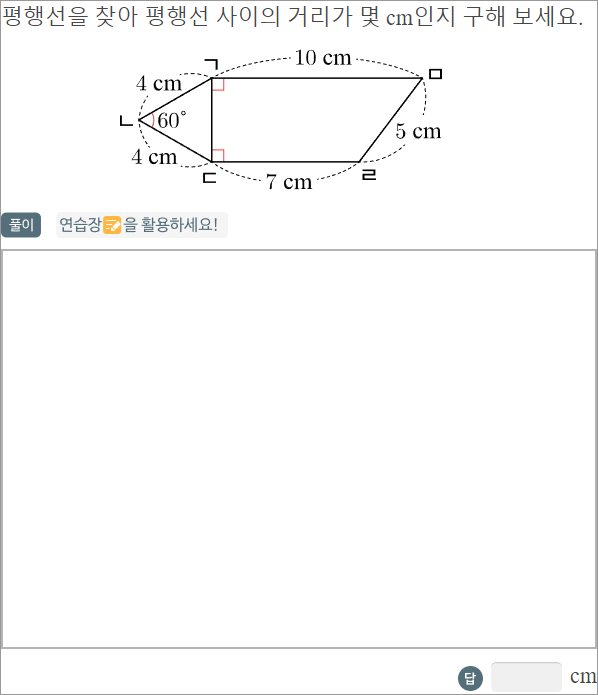 평행선을 찾아 평행선 사이의 거리가 몇 cm인지 구해 보세요.
ㄱ 10 cm ㅁ
4 cm
ㄴ 60°
5 cm
4 cm
ㄷ 7 cm ㄹ
풀이 연습장을 활용하세요!
답 cm